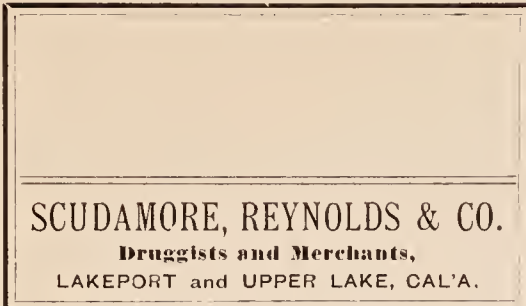 SCUDAMORE, REYNOLDS & CO.
Druggists and Merchants,
LAKEPORT and UPPER LAKE, CAL'A.